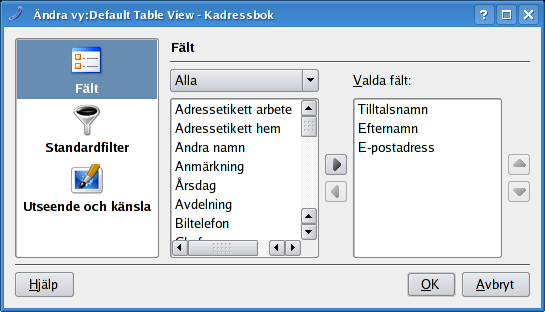 Ändra vy:Default Table View - Kadressbok
Fält
Standardfilter
Utseende och känsla
Fält
Alla
Adressetikett arbete
Adressetikett hem
Andra namn
Anmärkning
Årsdag
Avdelning
Biltelefon
Valda fält:
Tilltalsnamn
Efternamn
E-postadress
Hjälp
OK
Avbryt